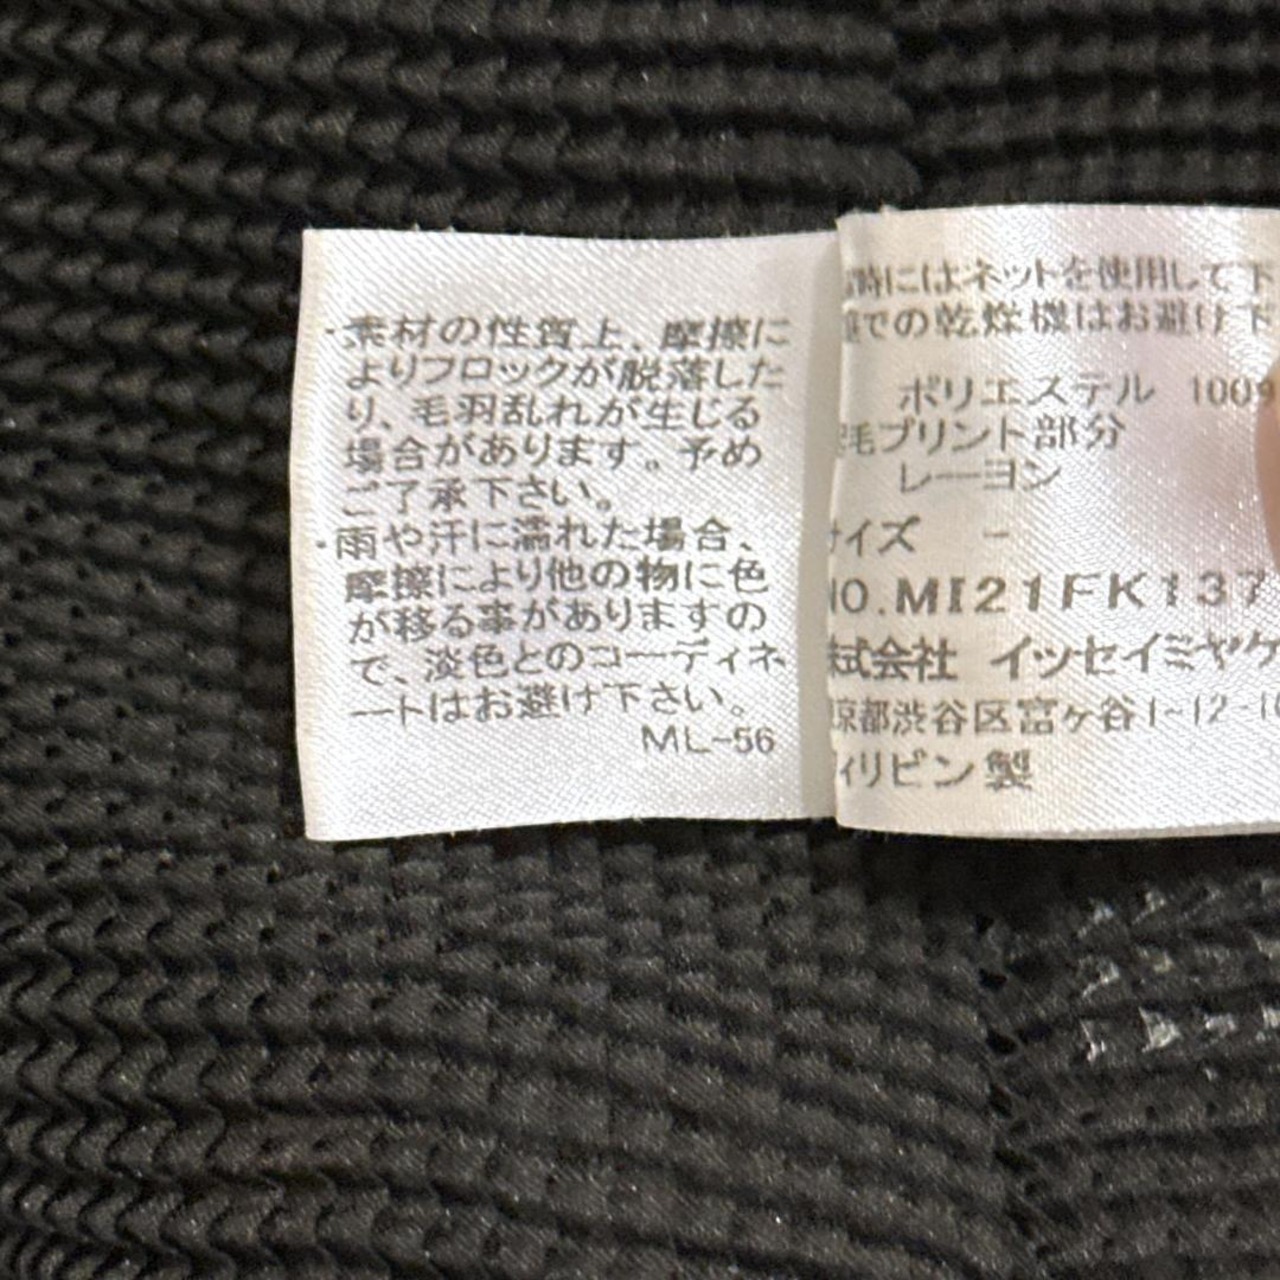 ・素材の性質上、摩擦に
よりフロックが脱落した
り、毛羽乱れが生じる
場合があります。予め
ご了承下さい。
・雨や汗に濡れた場合、
摩擦により他の物に色
が移る事がありますの
で、淡色とのコーディネ
ートはお避け下さい。
ML-56
時にはネットを使用して下
での乾燥機はお避け下
ポリエステル 100%
毛プリント部分
レーヨン
イズ -
NO.MI21FK137
式会社 イッセイミヤケ
京都渋谷区富ヶ谷1-12-10
ィリピン製